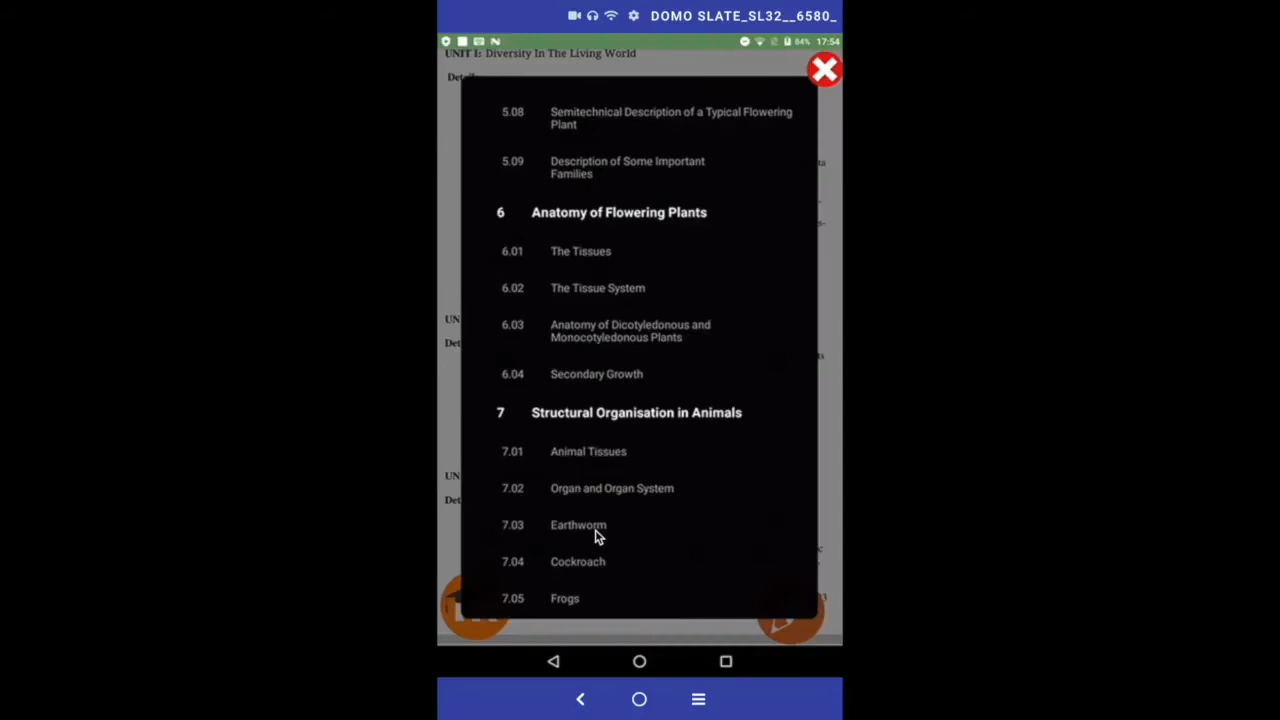 DOMO SLATE_SL32__6580_
84% 17:54
UNIT I: Diversity In The Living World
5.08 Semitechnical Description of a Typical Flowering
Plant
5.09 Description of Some Important
Families
6 Anatomy of Flowering Plants
6.01 The Tissues
6.02 The Tissue System
6.03 Anatomy of Dicotyledonous and
Monocotyledonous Plants
6.04 Secondary Growth
7 Structural Organisation in Animals
7.01 Animal Tissues
7.02 Organ and Organ System
7.03 Earthworm
7.04 Cockroach
7.05 Frogs